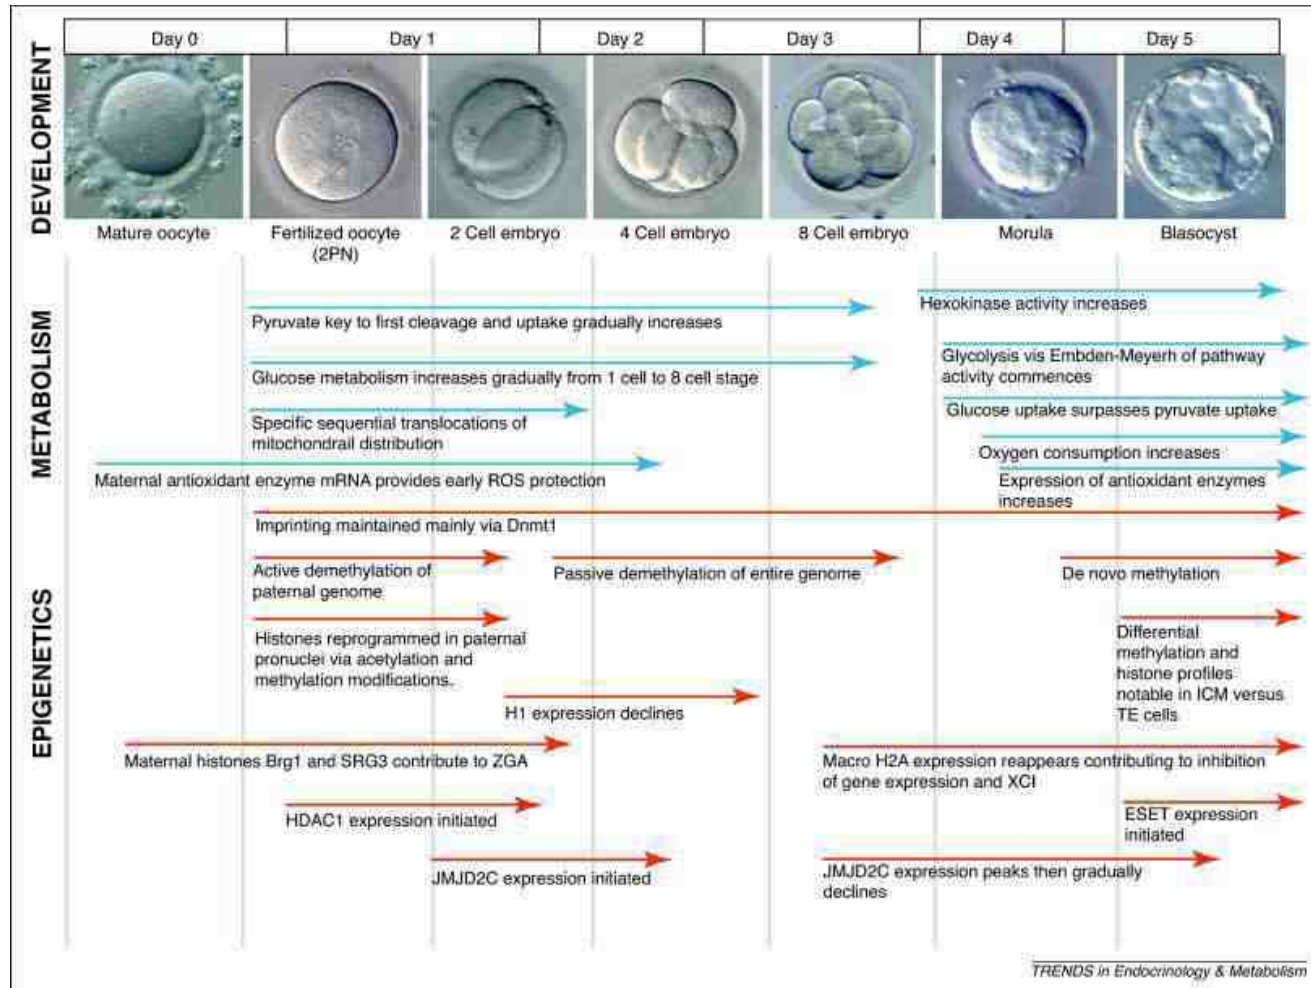 DEVELOPMENT
Day 0
Day 1
Day 2
Day 3
Day 4
Day 5
Mature oocyte
Fertilized oocyte
(2PN)
2 Cell embryo
4 Cell embryo
8 Cell embryo
Morula
Blasocyst
METABOLISM
Pyruvate key to first cleavage and uptake gradually increases
Hexokinase activity increases
Glucose metabolism increases gradually from 1 cell to 8 cell stage
Glycolysis vis Embden-Meyerh of pathway
activity commences
Specific sequential translocations of
mitochondrail distribution
Glucose uptake surpasses pyruvate uptake
Oxygen consumption increases
Maternal antioxidant enzyme mRNA provides early ROS protection
Expression of antioxidant enzymes
increases
EPIGENETICS
Imprinting maintained mainly via Dnmt1
Active demethylation of
paternal genome
Passive demethylation of entire genome
De novo methylation
Histones reprogrammed in paternal
pronuclei via acetylation and
methylation modifications.
Differential
methylation and
histone profiles
notable in ICM versus
TE cells
H1 expression declines
Maternal histones Brg1 and SRG3 contribute to ZGA
Macro H2A expression reappears contributing to inhibition
of gene expression and XCI
HDAC1 expression initiated
ESET expression
initiated
JMJD2C expression initiated
JMJD2C expression peaks then gradually
declines
TRENDS in Endocrinology & Metabolism